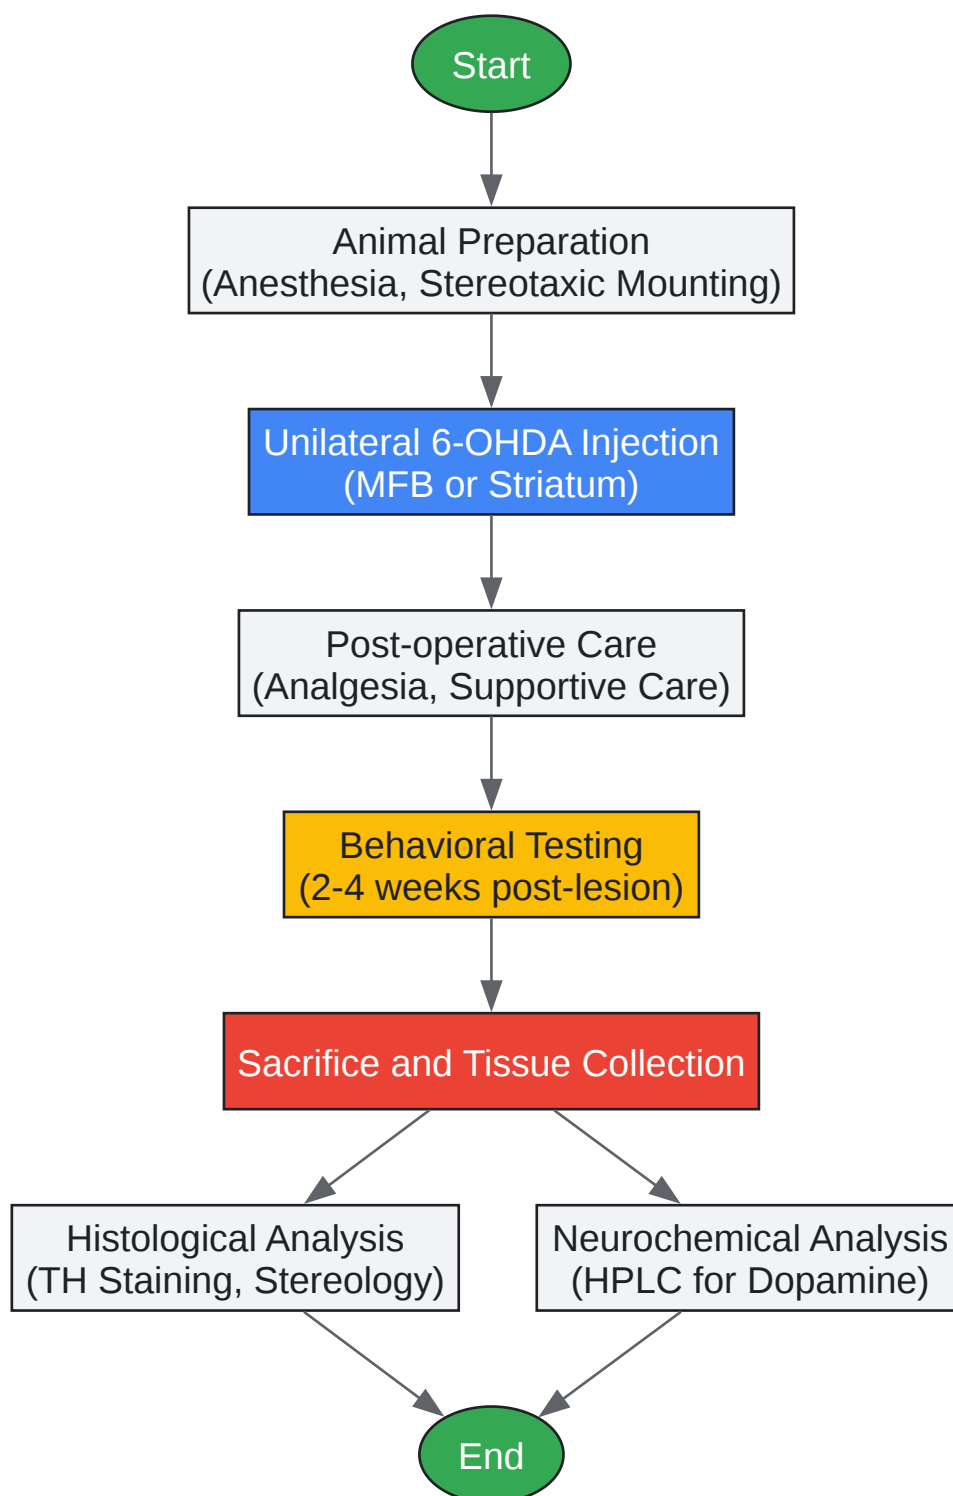 Start
Animal Preparation
(Anesthesia, Stereotaxic Mounting)
Unilateral 6-OHDA Injection
(MFB or Striatum)
Post-operative Care
(Analgesia, Supportive Care)
Behavioral Testing
(2-4 weeks post-lesion)
Sacrifice and Tissue Collection
Histological Analysis
(TH Staining, Stereology)
Neurochemical Analysis
(HPLC for Dopamine)
End